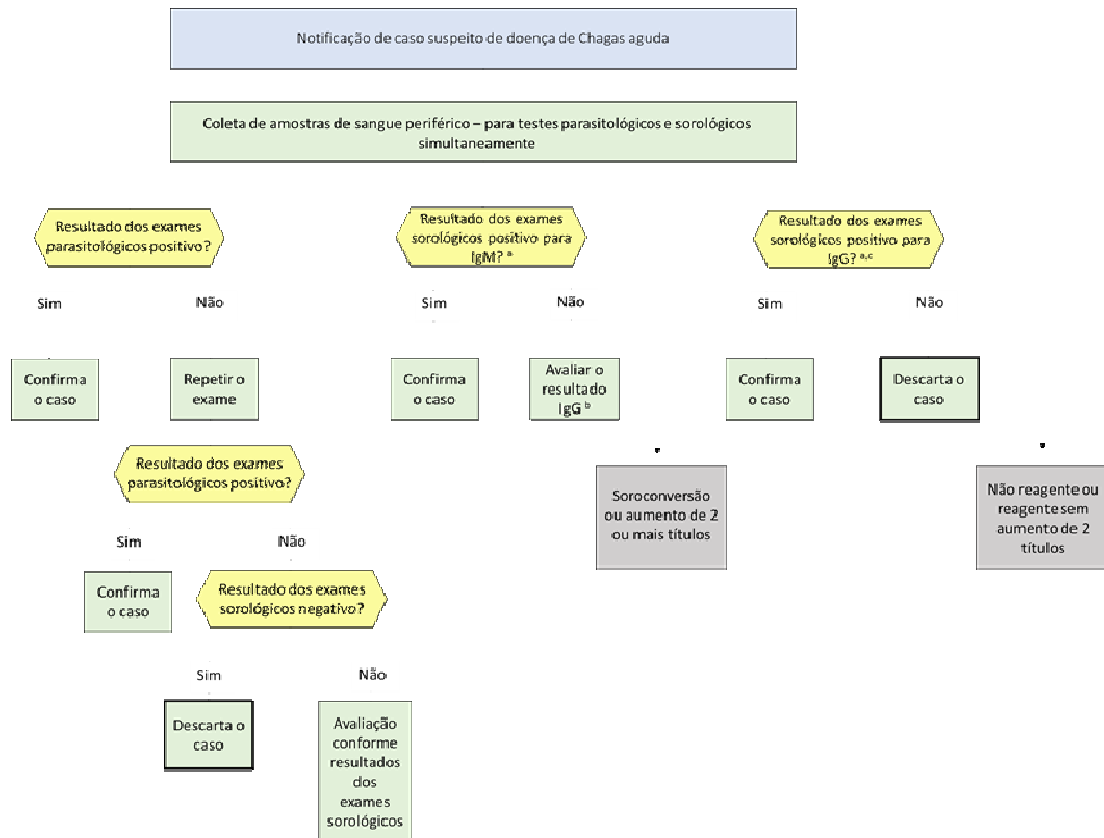 Notificação de caso suspeito de doença de Chagas aguda
Coleta de amostras de sangue periférico – para testes parasitológicos e sorológicos
simultaneamente
Resultado dos exames
parasitológicos positivo?
Resultado dos exames
sorológicos positivo para
IgM? a
Resultado dos exames
sorológicos positivo para
IgG? a,c
Sim
Não
Sim
Não
Sim
Não
Confirma
o caso
Repetir o
exame
Confirma
o caso
Avaliar o
resultado
IgG b
Confirma
o caso
Descarta o
caso
Resultado dos exames
parasitológicos positivo?
Soroconversão
ou aumento de 2
ou mais títulos
Não reagente ou
reagente sem
aumento de 2
títulos
Sim
Não
Confirma
o caso
Resultado dos exames
sorológicos negativo?
Sim
Não
Descarta o
caso
Avaliação
conforme
resultados
dos
exames
sorológicos